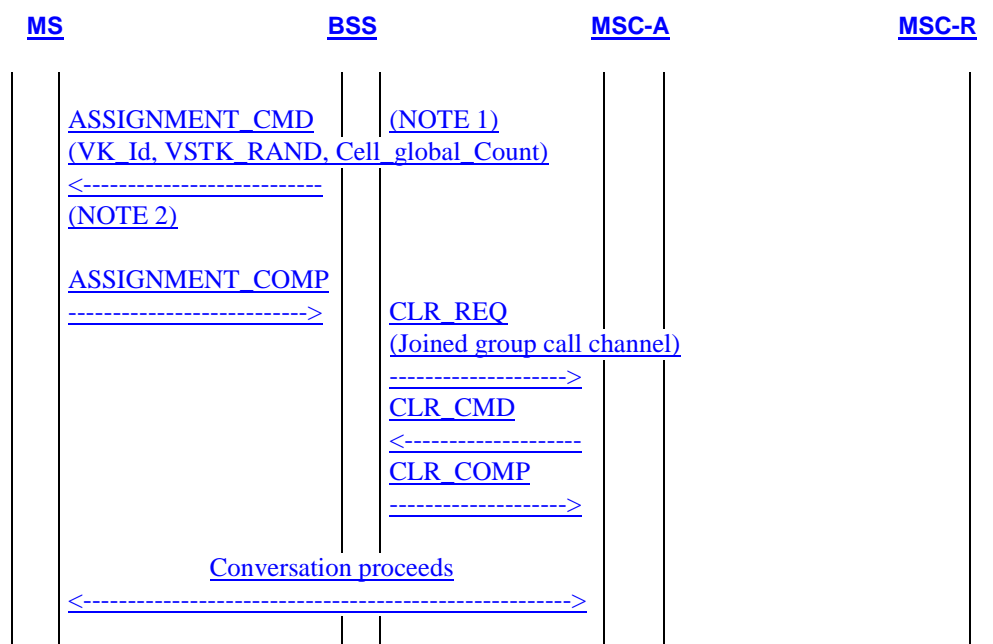 MS BSS MSC-A MSC-R
ASSIGNMENT_CMD (NOTE 1)
(VK_Id, VSTK_RAND, Cell_global_Count)
<---------------------------
(NOTE 2)
ASSIGNMENT_COMP
---------------------------> CLR_REQ
(Joined group call channel)
-------------------->
CLR_CMD
<--------------------
CLR_COMP
-------------------->
Conversation proceeds
<------------------------------------------------------->